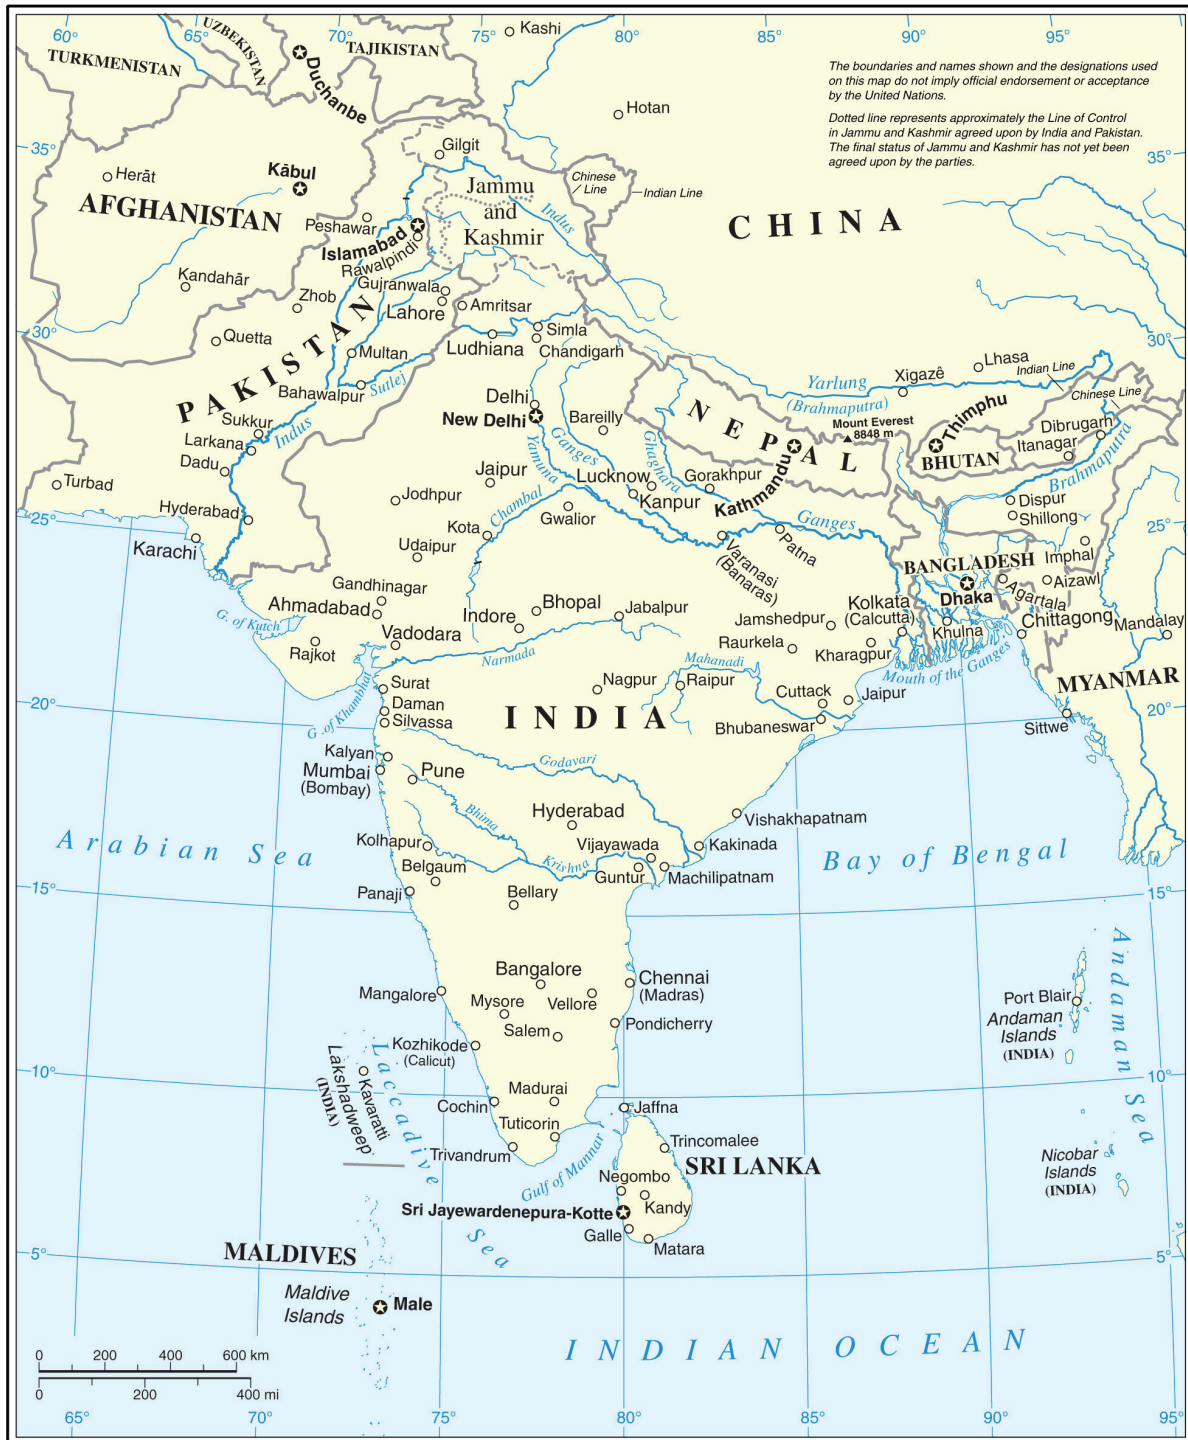 60°
65°
70°
75°
80°
85°
90°
95°
Kashi
UZBEKISTAN
TAJIKISTAN
TURKMENISTAN
Duchanbe
The boundaries and names shown and the designations used
on this map do not imply official endorsement or acceptance
by the United Nations.
Dotted line represents approximately the Line of Control
in Jammu and Kashmir agreed upon by India and Pakistan.
The final status of Jammu and Kashmir has not yet been
agreed upon by the parties.
Hotan
35°
35°
Gilgit
Herāt
Kābul
Chinese
Line
Indian Line
Jammu
and
Kashmir
Indus
AFGHANISTAN
CHINA
Peshawar
Islamabad
Rawalpindi
Kandahār
Gujranwala
Zhob
Lahore
Amritsar
30°
30°
Quetta
Simla
Ludhiana
Chandigarh
PAKISTAN
Multan
Bahawalpur
Sutlej
Lhasa
Indian Line
Xigazê
Yarlung
(Brahmaputra)
Chinese Line
Delhi
New Delhi
Bareilly
NEPAL
Mount Everest
8848 m
Thimphu
Dibrugarh
Itanagar
BHUTAN
Sukkur
Larkana
Indus
Dadu
Turbad
Jaipur
Yamuna
Ganges
Ghaghara
Lucknow
Kanpur
Gorakhpur
Kathmandu
Brahmaputra
Dispur
Shillong
Hyderabad
Jodhpur
Chambal
Gwalior
Kota
Ganges
25°
25°
Karachi
Udaipur
Varanasi
(Banaras)
Patna
Imphal
BANGLADESH
Aizawl
Agartala
Dhaka
Gandhinagar
Ahmadabad
Bhopal
Jabalpur
Indore
Jamshedpur
Kolkata
(Calcutta)
Khulna
Chittagong
Mandalay
G. of Kutch
Vadodara
Rajkot
Raurkela
Kharagpur
Narmada
Mahanadi
Mouth of the Ganges
MYANMAR
Surat
Nagpur
Raipur
Cuttack
Jaipur
20°
20°
Daman
Silvassa
G. of Khambhat
INDIA
Bhubaneswar
Sittwe
Kalyan
Mumbai
(Bombay)
Pune
Godavari
Bhima
Hyderabad
Vishakhapatnam
Arabian Sea
Kolhapur
Vijayawada
Kakinada
Bay of Bengal
Belgaum
Krishna
Guntur
Machilipatnam
15°
15°
Panaji
Bellary
Bangalore
Chennai
(Madras)
Mangalore
Mysore
Vellore
Salem
Pondicherry
Port Blair
Andaman
Islands
(INDIA)
Andaman Sea
Kozhikode
(Calicut)
Lakshadweep
(INDIA)
Kavaratti
Laccadive
Sea
10°
10°
Madurai
Cochin
Jaffna
Tuticorin
Trivandrum
Gulf of Mannar
Trincomalee
SRI LANKA
Nicobar
Islands
(INDIA)
Negombo
Kandy
Sri Jayewardenepura-Kotte
Galle
Matara
5°
5°
MALDIVES
Maldive
Islands
Male
INDIAN OCEAN
0 200 400 600 km
0 200 400 mi
65°
70°
75°
80°
85°
90°
95°